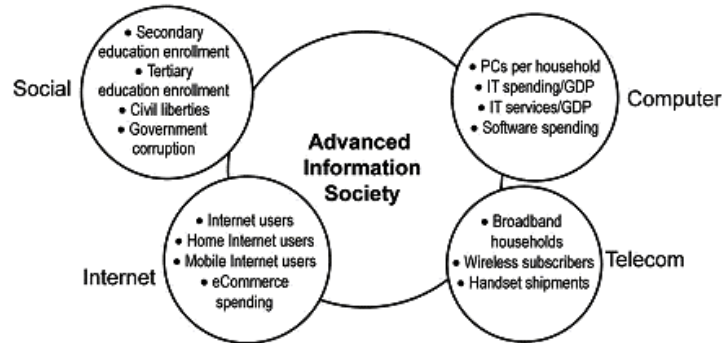 Social
• Secondary
education enrollment
• Tertiary
education enrollment
• Civil liberties
• Government
corruption
Advanced
Information
Society
• PCs per household
• IT spending/GDP
• IT services/GDP
• Software spending
Computer
Internet
• Internet users
• Home Internet users
• Mobile Internet users
• eCommerce
spending
• Broadband
households
• Wireless subscribers
• Handset shipments
Telecom